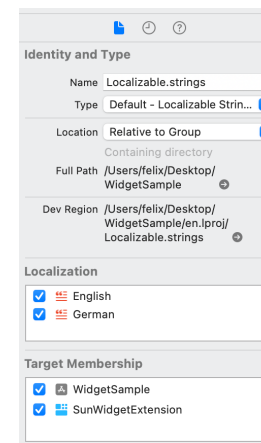 Identity and Type
Name Localizable.strings
Type Default - Localizable Strin...
Location Relative to Group
Containing directory
Full Path /Users/felix/Desktop/
WidgetSample
Dev Region /Users/felix/Desktop/
WidgetSample/en.lproj/
Localizable.strings
Localization
English
German
Target Membership
WidgetSample
SunWidgetExtension